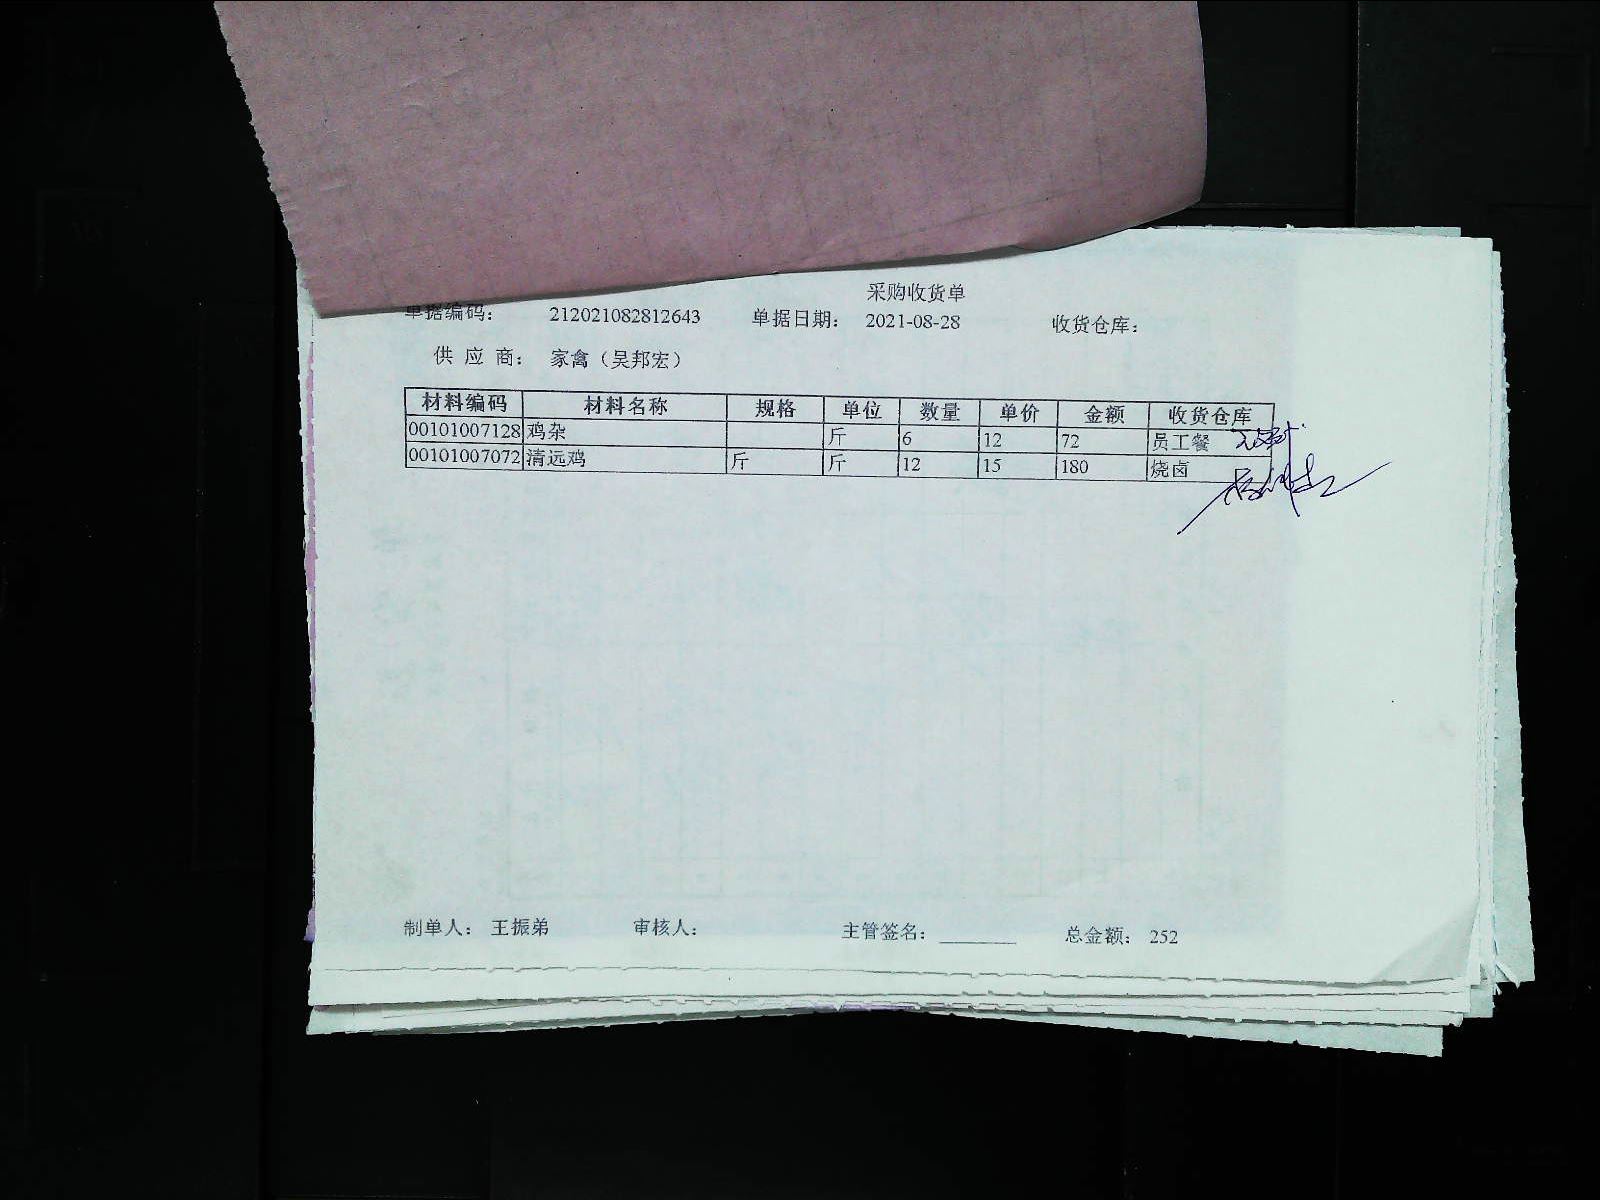 采购收货单
单据编码： 212021082812643 单据日期： 2021-08-28 收货仓库：
供 应 商： 家禽（吴邦宏）
材料编码 材料名称 规格 单位 数量 单价 金额 收货仓库
00101007128 鸡杂 斤 6 12 72 员工餐
00101007072 清远鸡 斤 斤 12 15 180 烧卤
制单人： 王振弟 审核人： 主管签名： ________ 总金额： 252